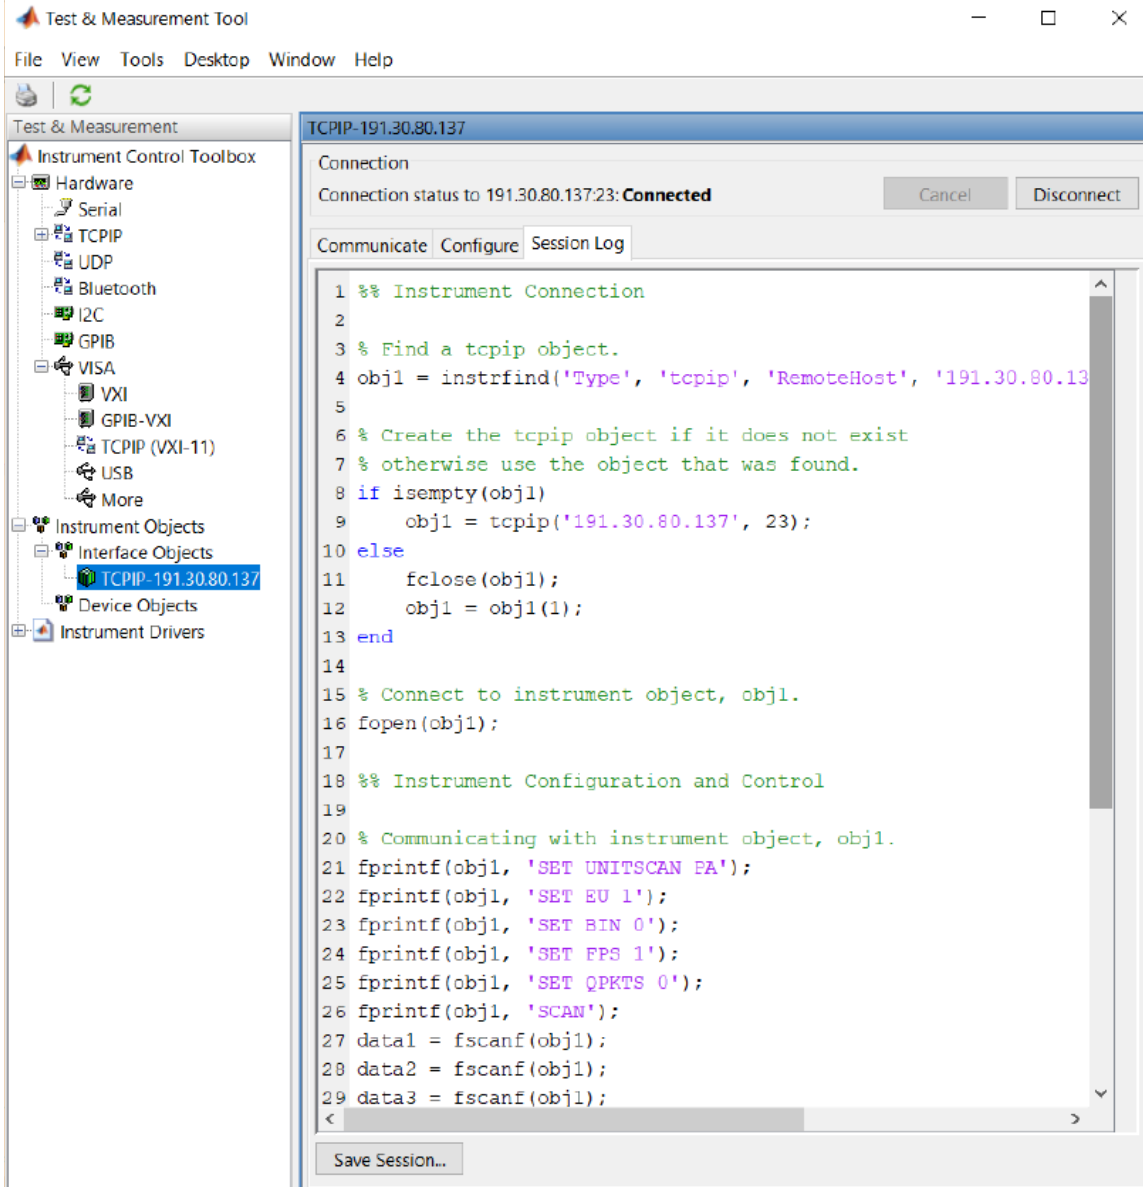 Test & Measurement Tool
File View Tools Desktop Window Help
Test & Measurement
Instrument Control Toolbox
Hardware
Serial
TCPIP
UDP
Bluetooth
I2C
GPIB
VISA
VXI
GPIB-VXI
TCPIP (VXI-11)
USB
More
Instrument Objects
Interface Objects
TCPIP-191.30.80.137
Device Objects
Instrument Drivers
TCPIP-191.30.80.137
Connection
Connection status to 191.30.80.137:23: Connected
Cancel
Disconnect
Communicate Configure Session Log
1 %% Instrument Connection
2
3 % Find a tcpip object.
4 obj1 = instrfind('Type', 'tcpip', 'RemoteHost', '191.30.80.13
5
6 % Create the tcpip object if it does not exist
7 % otherwise use the object that was found.
8 if isempty(obj1)
9 obj1 = tcpip('191.30.80.137', 23);
10 else
11 fclose(obj1);
12 obj1 = obj1(1);
13 end
14
15 % Connect to instrument object, obj1.
16 fopen(obj1);
17
18 %% Instrument Configuration and Control
19
20 % Communicating with instrument object, obj1.
21 fprintf(obj1, 'SET UNITSCAN PA');
22 fprintf(obj1, 'SET EU 1');
23 fprintf(obj1, 'SET BIN 0');
24 fprintf(obj1, 'SET FPS 1');
25 fprintf(obj1, 'SET QPKTS 0');
26 fprintf(obj1, 'SCAN');
27 data1 = fscanf(obj1);
28 data2 = fscanf(obj1);
29 data3 = fscanf(obj1);
Save Session...